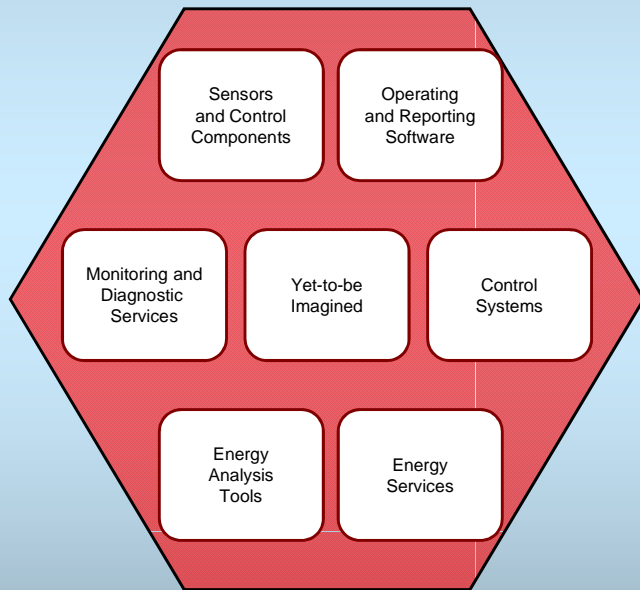 Sensors
and Control
Components
Operating
and Reporting
Software
Monitoring and
Diagnostic
Services
Yet-to-be
Imagined
Control
Systems
Energy
Analysis
Tools
Energy
Services